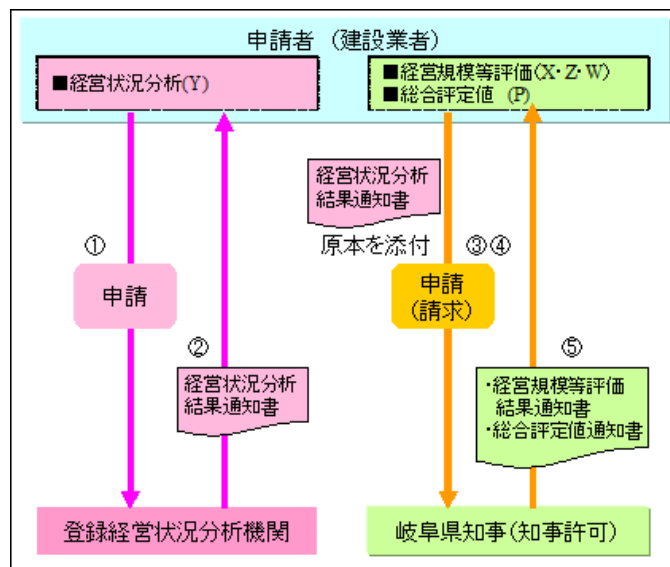 申請者 (建設業者)
■経営状況分析(Y)
■経営規模等評価(X・Z・W)
■総合評定値 (P)
経営状況分析
結果通知書
原本を添付
①
③④
申請
申請
(請求)
②
⑤
経営状況分析
結果通知書
・経営規模等評価
結果通知書
・総合評定値通知書
登録経営状況分析機関
岐阜県知事(知事許可)